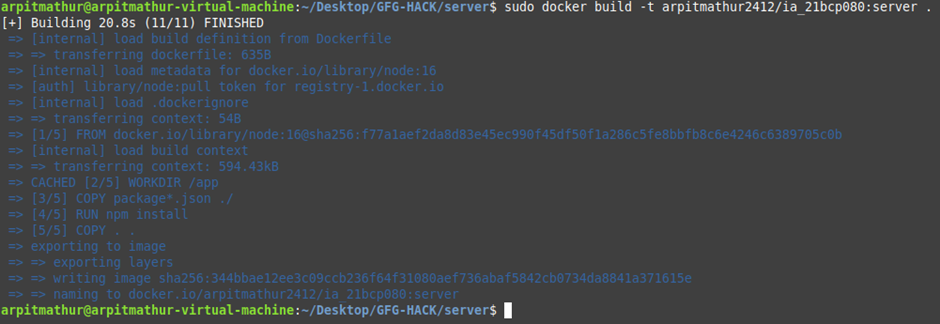 arpitmathur@arpitmathur-virtual-machine:~/Desktop/GFG-HACK/server$ sudo docker build -t arpitmathur2412/ia_21bcp080:server .
[+] Building 20.8s (11/11) FINISHED
=> [internal] load build definition from Dockerfile
=> => transferring dockerfile: 635B
=> [internal] load metadata for docker.io/library/node:16
=> [auth] library/node:pull token for registry-1.docker.io
=> [internal] load .dockerignore
=> => transferring context: 54B
=> [1/5] FROM docker.io/library/node:16@sha256:f77a1aef2da8d83e45ec990f45df50f1a286c5fe8bbfb8c6e4246c6389705c0b
=> [internal] load build context
=> => transferring context: 594.43kB
=> CACHED [2/5] WORKDIR /app
=> [3/5] COPY package*.json ./
=> [4/5] RUN npm install
=> [5/5] COPY . .
=> exporting to image
=> => exporting layers
=> => writing image sha256:344bbae12ee3c09ccb236f64f31080aef736abaf5842cb0734da8841a371615e
=> => naming to docker.io/arpitmathur2412/ia_21bcp080:server
arpitmathur@arpitmathur-virtual-machine:~/Desktop/GFG-HACK/server$